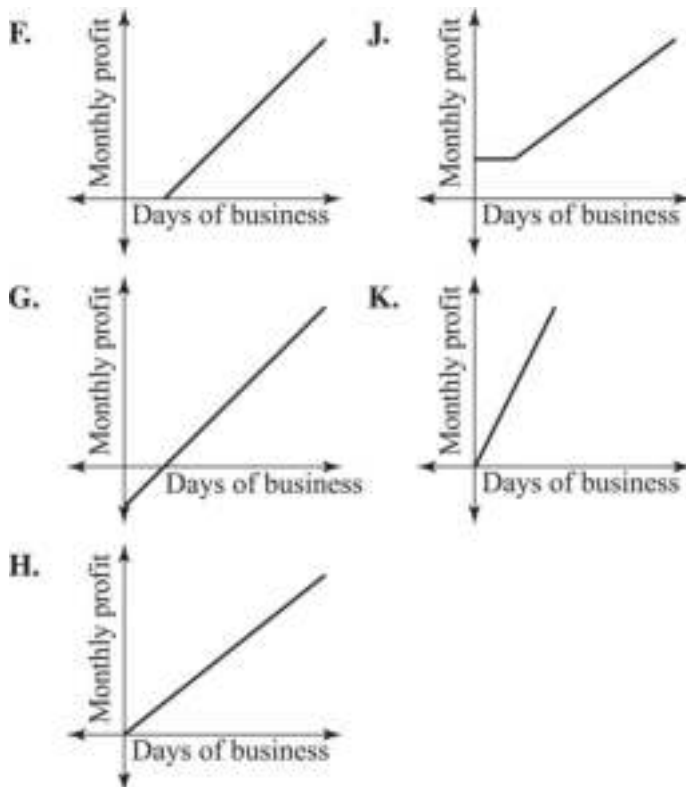 F.
Monthly profit
Days of business
J.
Monthly profit
Days of business
G.
Monthly profit
Days of business
K.
Monthly profit
Days of business
H.
Monthly profit
Days of business